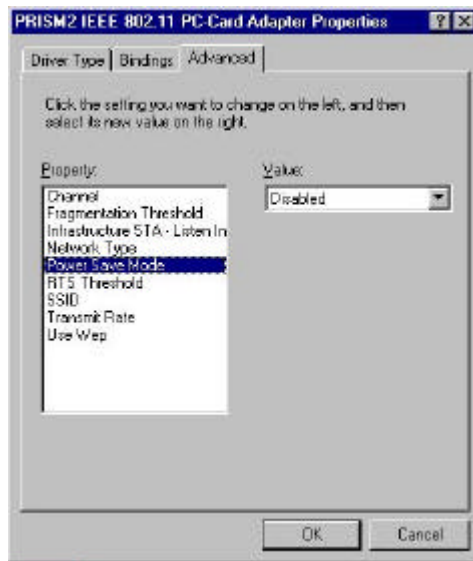 PRISM2 IEEE 802.11 PC-Card Adapter Properties
Driver Type
Bindings
Advanced
Click the setting you want to change on the left, and then
select its new value on the right.
Property:
Value:
Channel
Fragmentation Threshold
Infrastructure STA - Listen In
Network Type
Power Save Mode
RTS Threshold
SSID
Transmit Rate
Use Wep
Disabled
OK
Cancel